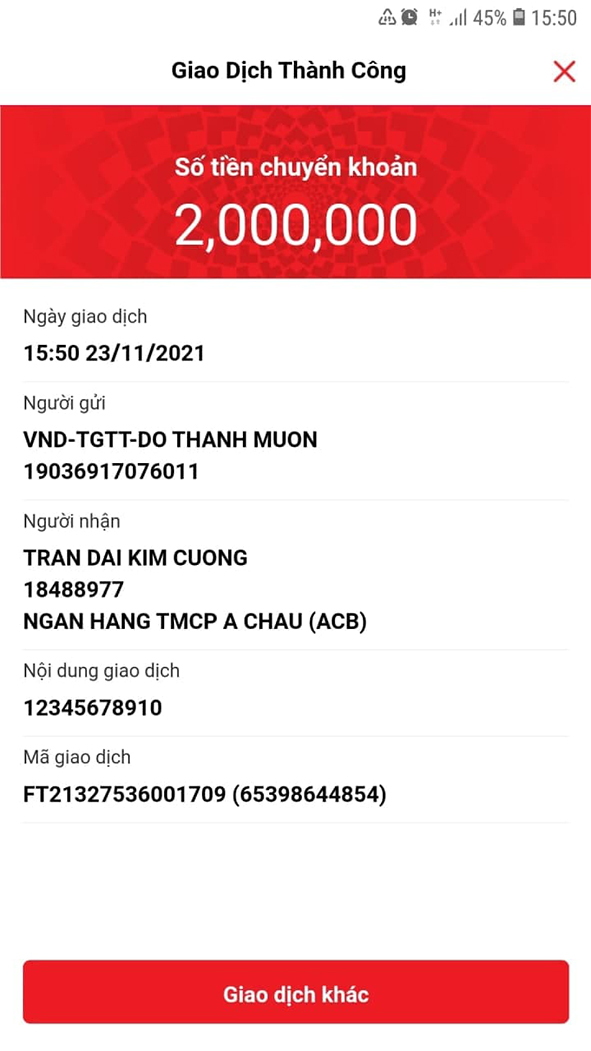 H+ 45% 15:50
Giao Dịch Thành Công
Số tiền chuyển khoản
2,000,000
Ngày giao dịch
15:50 23/11/2021
Người gửi
VND-TGTT-DO THANH MUON
19036917076011
Người nhận
TRAN DAI KIM CUONG
18488977
NGAN HANG TMCP A CHAU (ACB)
Nội dung giao dịch
12345678910
Mã giao dịch
FT21327536001709 (65398644854)
Giao dịch khác